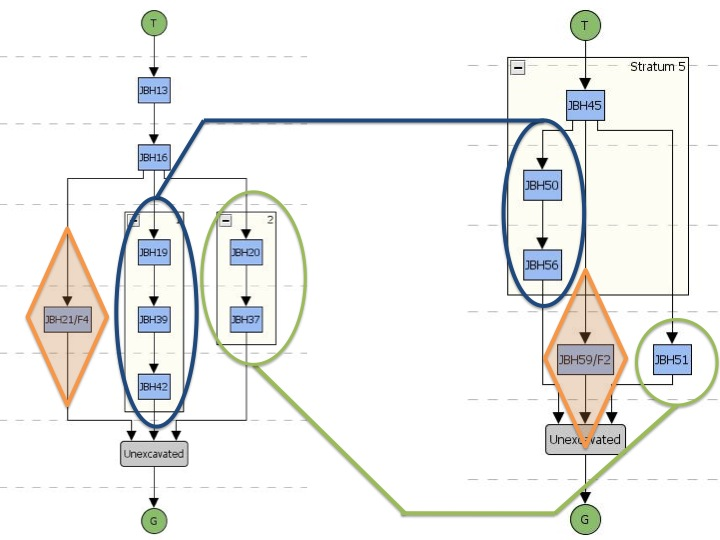 T
JBH13
JBH16
2
JBH19
JBH20
JBH21/F4
JBH39
JBH37
JBH42
Unexcavated
G
T
Stratum 5
JBH45
JBH50
JBH56
JBH59/F2
JBH51
Unexcavated
G